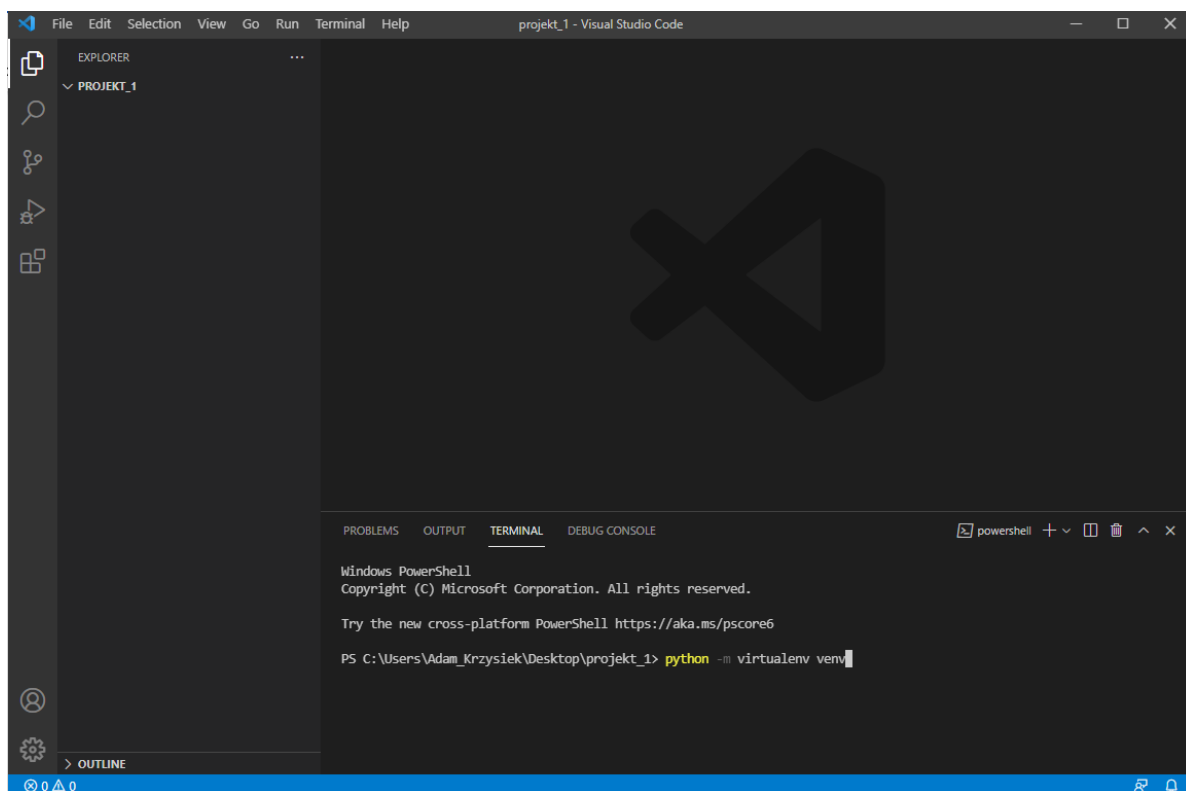 File Edit Selection View Go Run Terminal Help projekt_1 - Visual Studio Code
EXPLORER ...
PROJEKT_1
PROBLEMS OUTPUT TERMINAL DEBUG CONSOLE powershell
Windows PowerShell
Copyright (C) Microsoft Corporation. All rights reserved.
Try the new cross-platform PowerShell https://aka.ms/pscore6
PS C:\Users\Adam_Krzysiek\Desktop\projekt_1> python -m virtualenv venv
OUTLINE
0 0